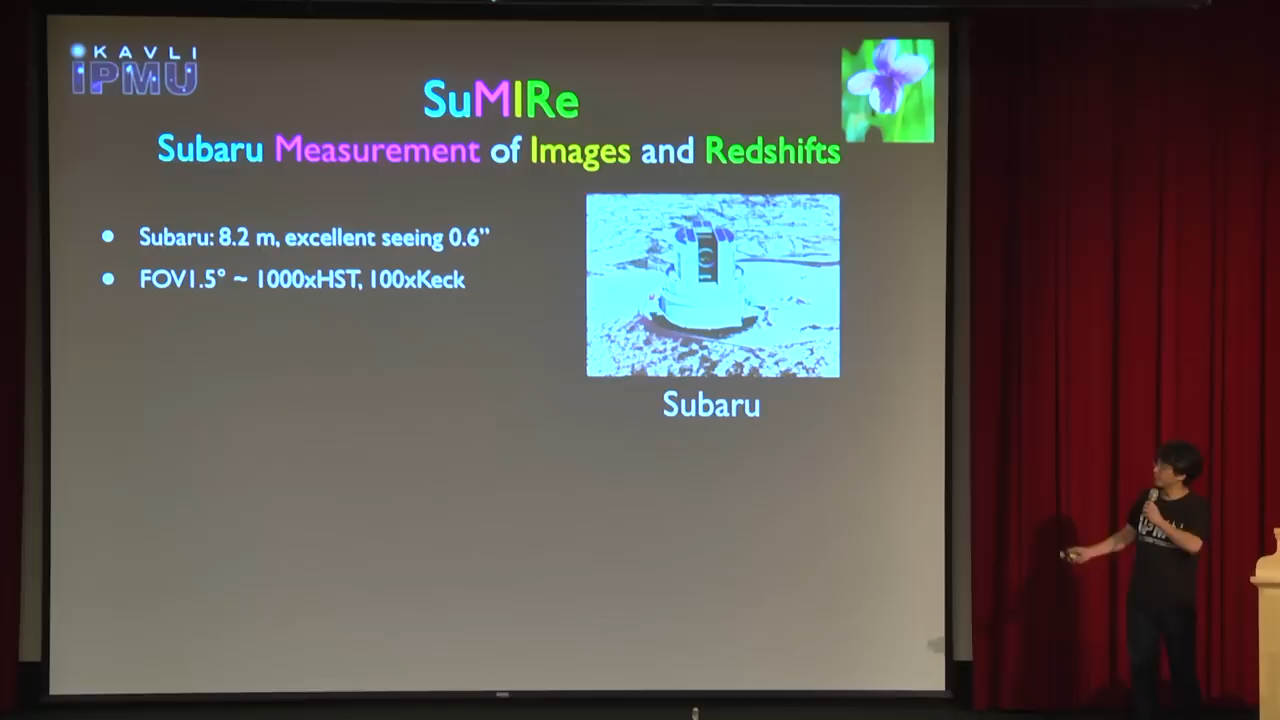 KAVLI
IPMU
SuMIRe
Subaru Measurement of Images and Redshifts
• Subaru: 8.2 m, excellent seeing 0.6”
• FOV1.5° ~ 1000xHST, 100xKeck
Subaru
IPMU